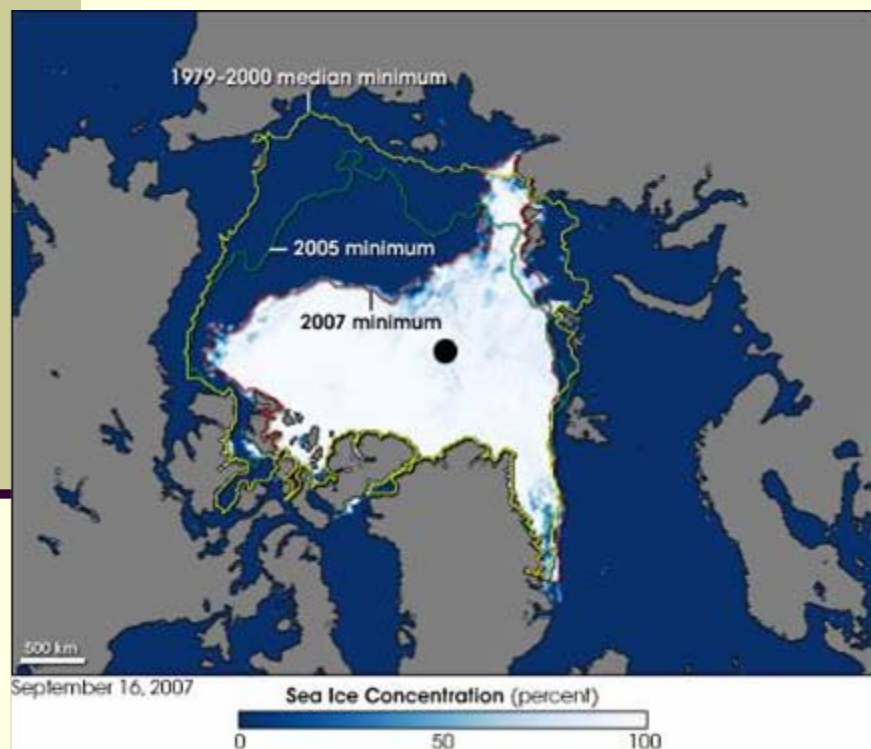 1979-2000 median minimum
2005 minimum
2007 minimum
500 km
September 16, 2007
Sea Ice Concentration (percent)
0 50 100